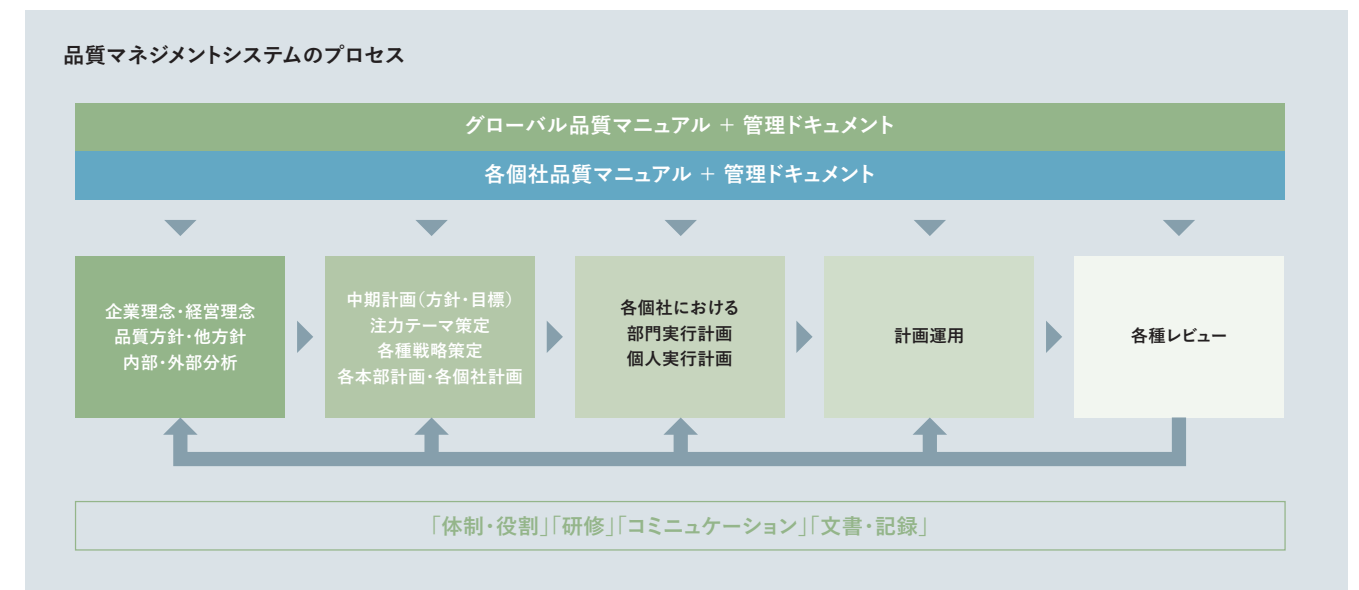 品質マネジメントシステムのプロセス
グローバル品質マニュアル + 管理ドキュメント
各個社品質マニュアル + 管理ドキュメント
企業理念・経営理念
品質方針・他方針
内部・外部分析
中期計画(方針・目標)
注力テーマ策定
各種戦略策定
各本部計画・各個社計画
各個社における
部門実行計画
個人実行計画
計画運用
各種レビュー
「体制・役割」「研修」「コミニュケーション」「文書・記録」